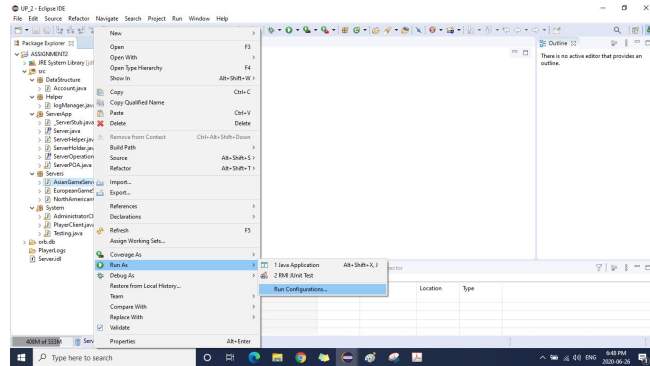 UP_2 - Eclipse IDE
File Edit Source Refactor Navigate Search Project Run Window Help
Package Explorer
ASSIGNMENT2
JRE System Library
src
DataStructure
Account.java
Helper
logManager.jav
ServerApp
_ServerStub.java
Server.java
ServerHelper.jav
ServerHolder.jav
ServerOperation
ServerPOA.java
Servers
AsianGameServ
EuropeanGameS
NorthAmerican
System
AdministratorCl
PlayerClient.java
Testing.java
orb.db
PlayerLogs
Server.idl
New
Open F3
Open With
Open Type Hierarchy F4
Show In Alt+Shift+W
Copy Ctrl+C
Copy Qualified Name
Paste Ctrl+V
Delete Delete
Remove from Context Ctrl+Alt+Shift+Down
Build Path
Source Alt+Shift+S
Refactor Alt+Shift+T
Import...
Export...
References
Declarations
Refresh F5
Assign Working Sets...
Coverage As
Run As
Debug As
Restore from Local History...
Team
Compare With
Replace With
Validate
Properties Alt+Enter
1 Java Application Alt+Shift+X, J
2 RMI JUnit Test
Run Configurations...
Location Type
Outline
There is no active editor that provides an
outline.
408M of 533M
Serv
Type here to search
ENG
6:48 PM
2020-06-26